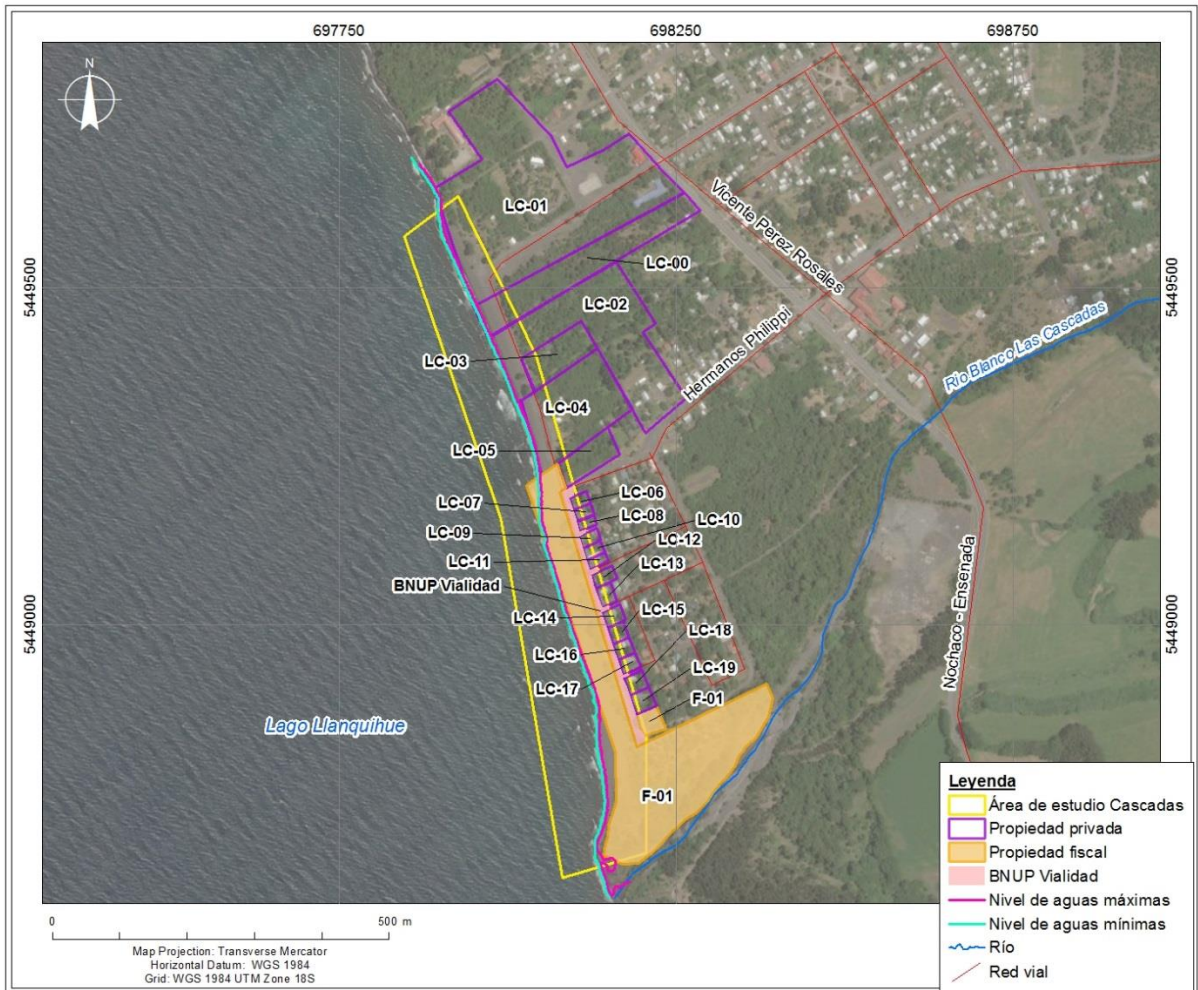 697750
698250
698750
N
5449500
5449500
5449000
5449000
LC-01
Vicente Perez Rosales
LC-00
LC-02
Hermanos Philippi
Rio Blanco Las Cascadas
LC-03
LC-04
LC-05
LC-06
LC-07
LC-08
LC-10
LC-09
LC-12
LC-11
LC-13
BNUP Vialidad
LC-15
LC-14
LC-18
LC-16
LC-19
LC-17
F-01
Nochaco - Ensenada
Lago Llanquihue
F-01
Leyenda
Área de estudio Cascadas
Propiedad privada
Propiedad fiscal
BNUP Vialidad
Nivel de aguas máximas
Nivel de aguas mínimas
Río
Red vial
0
500 m
Map Projection: Transverse Mercator
Horizontal Datum: WGS 1984
Grid: WGS 1984 UTM Zone 18S